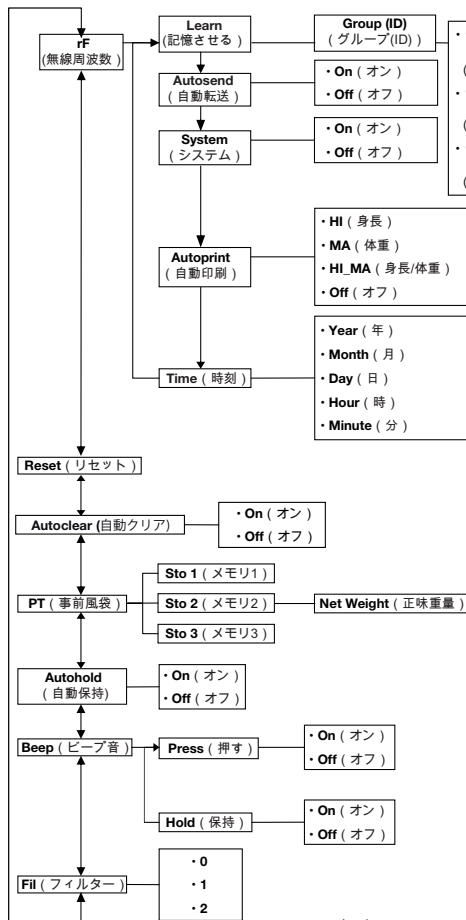 rF
(無線周波数)
Learn
(記憶させる)
Group (ID)
( グループ(ID) )
Autosend
( 自動転送 )
・On ( オン )
・Off ( オフ )
System
( システム )
・On ( オン )
・Off ( オフ )
Autoprint
( 自動印刷 )
・HI ( 身長 )
・MA ( 体重 )
・HI_MA ( 身長/体重 )
・Off ( オフ )
Time ( 時刻 )
・Year ( 年 )
・Month ( 月 )
・Day ( 日 )
・Hour ( 時 )
・Minute ( 分 )
Reset ( リセット )
Autoclear (自動クリア)
・On ( オン )
・Off ( オフ )
PT ( 事前風袋 )
Sto 1 ( メモリ1 )
Sto 2 ( メモリ2 )
Sto 3 ( メモリ3 )
Net Weight ( 正味重量 )
Autohold
( 自動保持)
・On ( オン )
・Off ( オフ )
Beep ( ビープ音 )
Press ( 押す )
・On ( オン )
・Off ( オフ )
Hold ( 保持 )
・On ( オン )
・Off ( オフ )
Fil ( フィルター )
・0
・1
・2